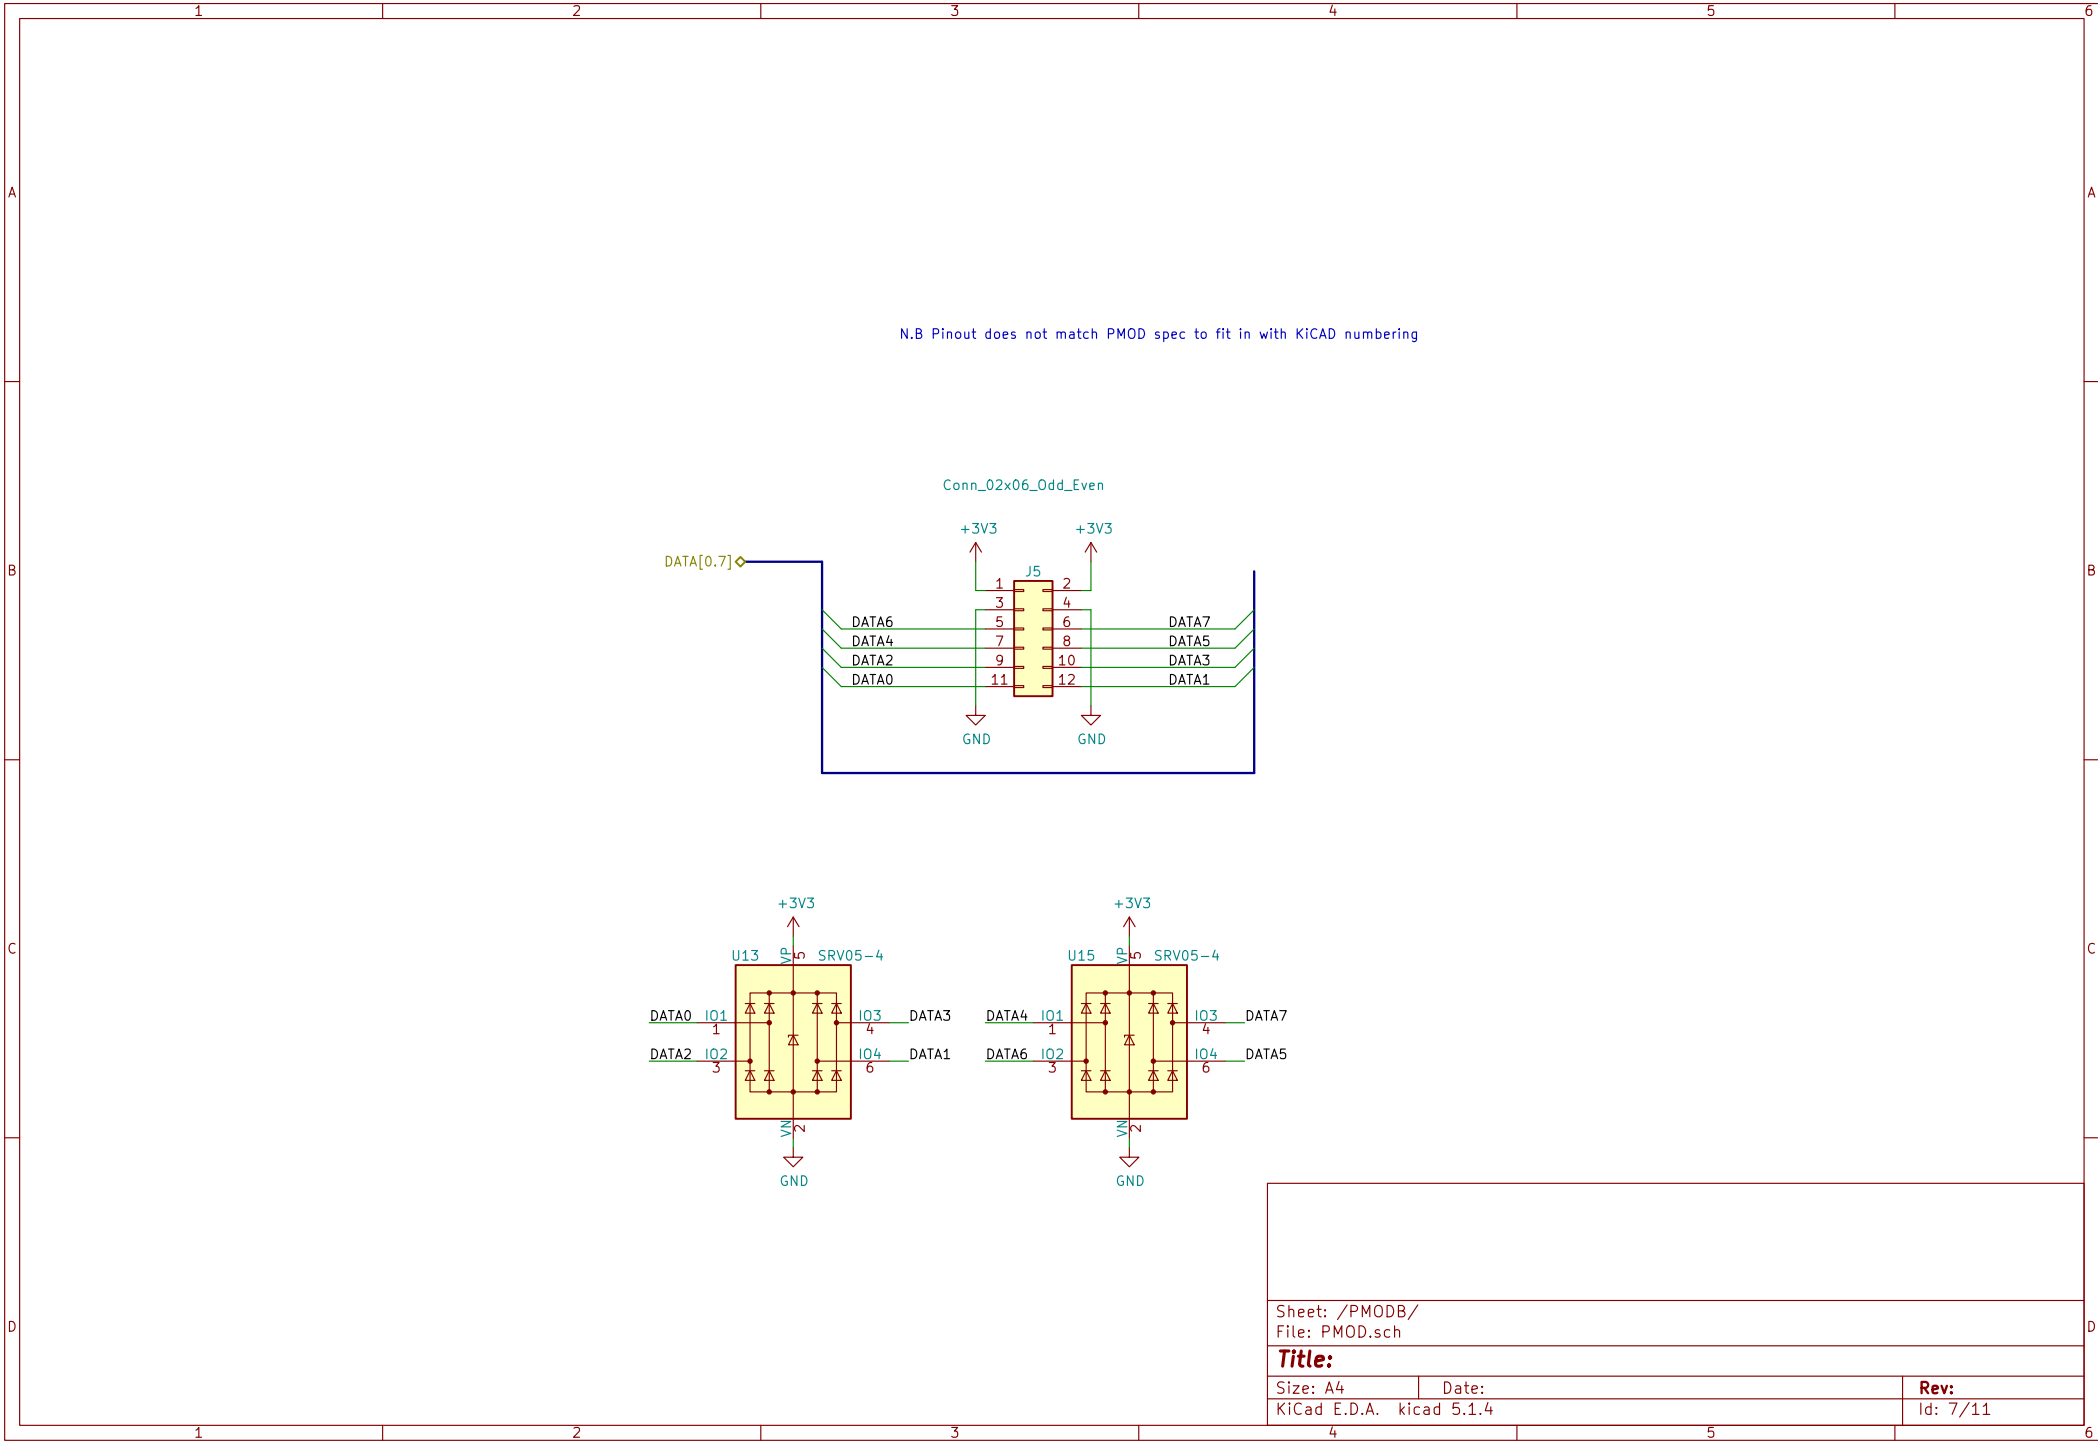 1 2 3 4 5 6
A A
N.B Pinout does not match PMOD spec to fit in with KiCAD numbering
Conn_02x06_Odd_Even
+3V3 +3V3
DATA[0.7]
B B
J5
1 2
3 4
DATA6 5 6 DATA7
DATA4 7 8 DATA5
DATA2 9 10 DATA3
DATA0 11 12 DATA1
GND GND
+3V3 +3V3
C C
U13 VP 5 SRV05-4 U15 VP 5 SRV05-4
DATA0 IO1 IO3 DATA3 DATA4 IO1 IO3 DATA7
1 4 1 4
DATA2 IO2 IO4 DATA1 DATA6 IO2 IO4 DATA5
3 6 3 6
VN 2 VN 2
GND GND
Sheet: /PMODB/
D D
File: PMOD.sch
Title:
Size: A4 Date: Rev:
KiCad E.D.A. kicad 5.1.4 Id: 7/11
1 2 3 4 5 6